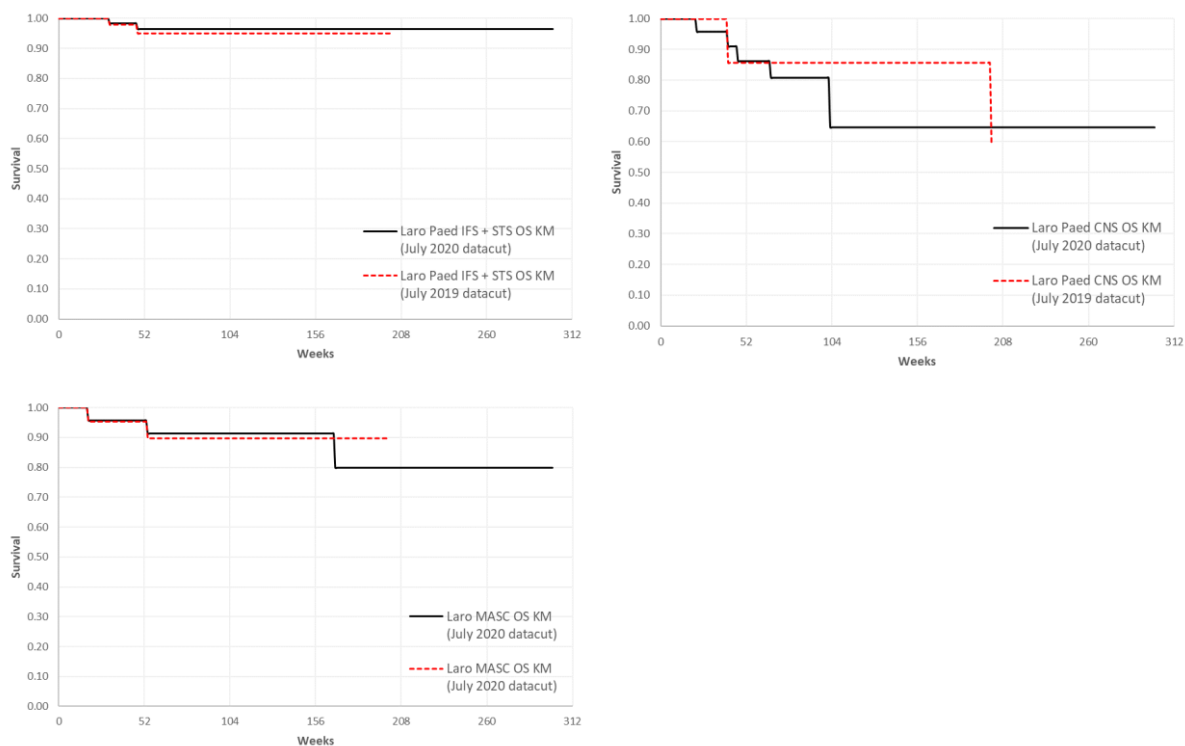 1.00
0.90
0.80
0.70
0.60
0.50
0.40
0.30
0.20
0.10
0.00
Survival
Laro Paed IFS + STS OS KM
(July 2020 datacut)
Laro Paed IFS + STS OS KM
(July 2019 datacut)
0 52 104 156 208 260 312
Weeks
1.00
0.90
0.80
0.70
0.60
0.50
0.40
0.30
0.20
0.10
0.00
Survival
Laro Paed CNS OS KM
(July 2020 datacut)
Laro Paed CNS OS KM
(July 2019 datacut)
0 52 104 156 208 260 312
Weeks
1.00
0.90
0.80
0.70
0.60
0.50
0.40
0.30
0.20
0.10
0.00
Survival
Laro MASC OS KM
(July 2020 datacut)
Laro MASC OS KM
(July 2020 datacut)
0 52 104 156 208 260 312
Weeks